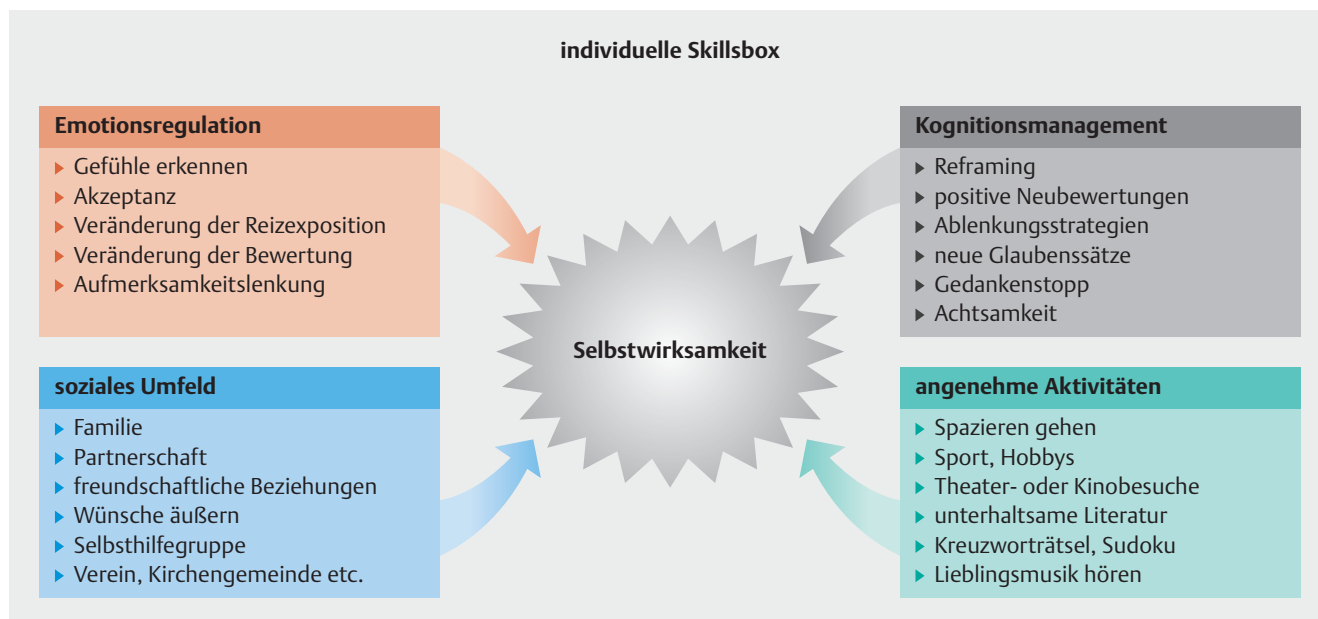 individuelle Skillsbox
Emotionsregulation
Gefühle erkennen
Akzeptanz
Veränderung der Reizexposition
Veränderung der Bewertung
Aufmerksamkeitslenkung
Kognitionsmanagement
Reframing
positive Neubewertungen
Ablenkungsstrategien
neue Glaubenssätze
Gedankenstopp
Achtsamkeit
Selbstwirksamkeit
soziales Umfeld
Familie
Partnerschaft
freundschaftliche Beziehungen
Wünsche äußern
Selbsthilfegruppe
Verein, Kirchengemeinde etc.
angenehme Aktivitäten
Spazieren gehen
Sport, Hobbys
Theater- oder Kinobesuche
unterhaltsame Literatur
Kreuzworträtsel, Sudoku
Lieblingsmusik hören